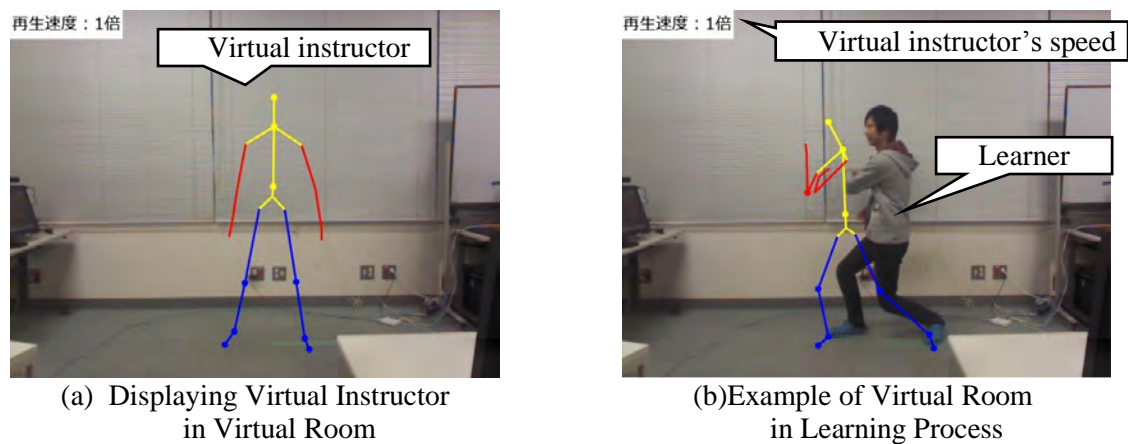 再生速度：1倍
Virtual instructor
再生速度：1倍
Virtual instructor’s speed
Learner
(a) Displaying Virtual Instructor
in Virtual Room
(b)Example of Virtual Room
in Learning Process